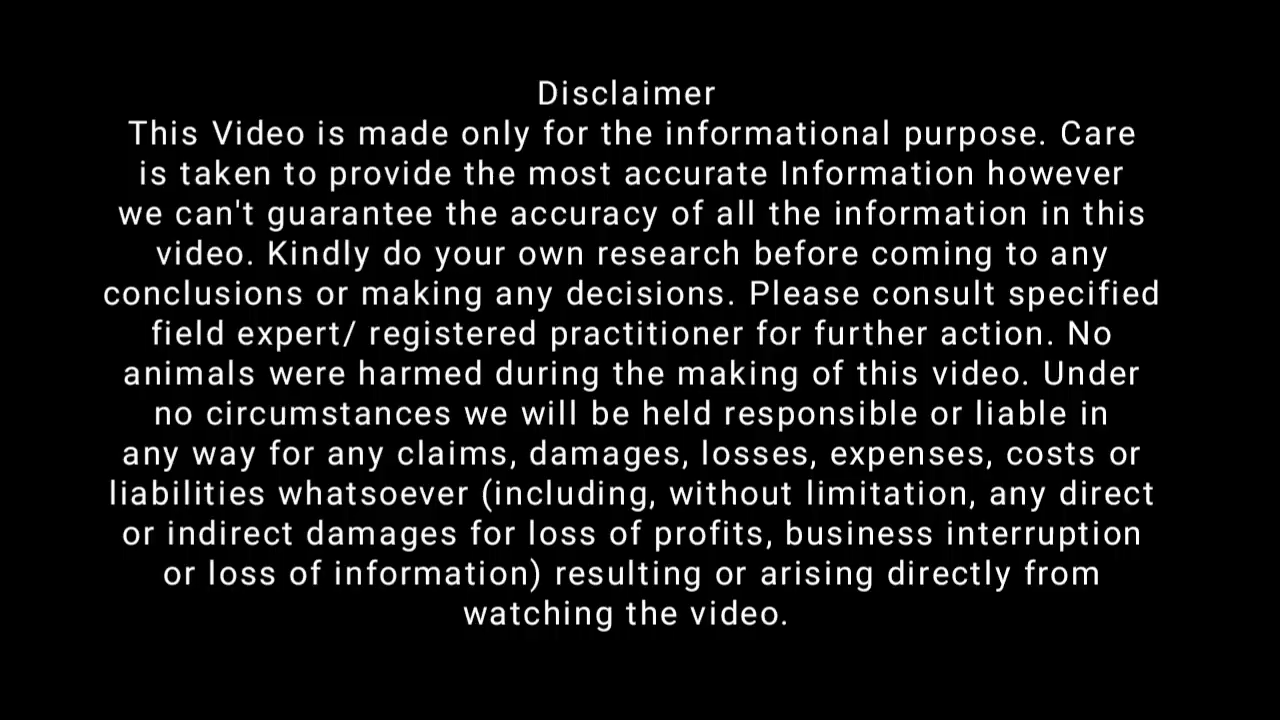 Disclaimer
This Video is made only for the informational purpose. Care
is taken to provide the most accurate Information however
we can't guarantee the accuracy of all the information in this
video. Kindly do your own research before coming to any
conclusions or making any decisions. Please consult specified
field expert/ registered practitioner for further action. No
animals were harmed during the making of this video. Under
no circumstances we will be held responsible or liable in
any way for any claims, damages, losses, expenses, costs or
liabilities whatsoever (including, without limitation, any direct
or indirect damages for loss of profits, business interruption
or loss of information) resulting or arising directly from
watching the video.